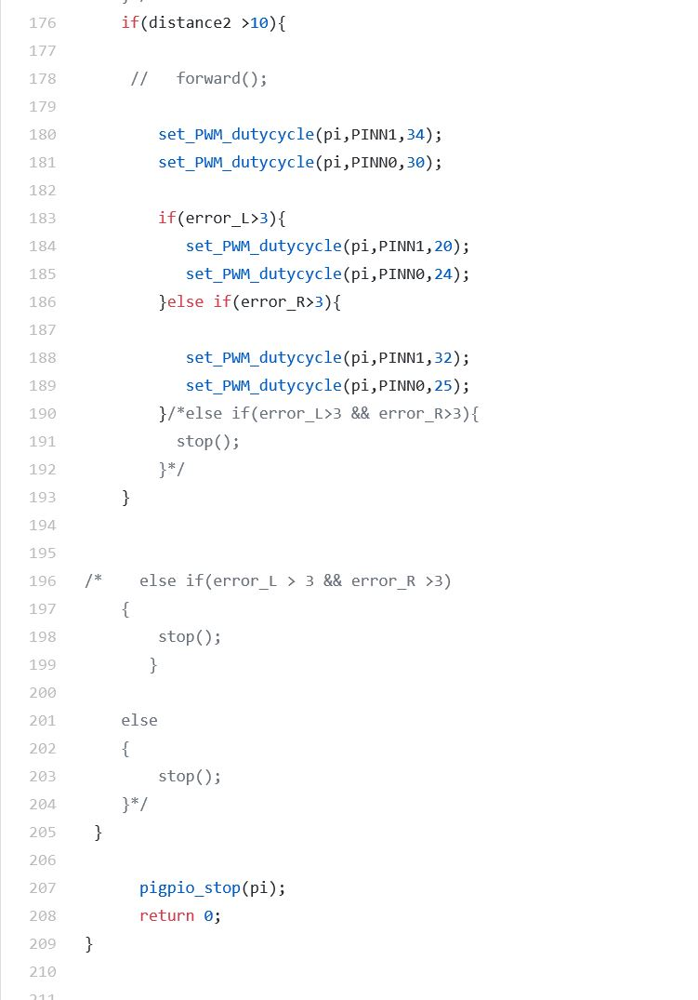 176 if(distance2 >10){
177
178 // forward();
179
180 set_PWM_dutycycle(pi,PINN1,34);
181 set_PWM_dutycycle(pi,PINN0,30);
182
183 if(error_L>3){
184 set_PWM_dutycycle(pi,PINN1,20);
185 set_PWM_dutycycle(pi,PINN0,24);
186 }else if(error_R>3){
187
188 set_PWM_dutycycle(pi,PINN1,32);
189 set_PWM_dutycycle(pi,PINN0,25);
190 }/*else if(error_L>3 && error_R>3){
191 stop();
192 }*/
193 }
194
195
196 /* else if(error_L > 3 && error_R >3)
197 {
198 stop();
199 }
200
201 else
202 {
203 stop();
204 }*/
205 }
206
207 pigpio_stop(pi);
208 return 0;
209 }
210
211